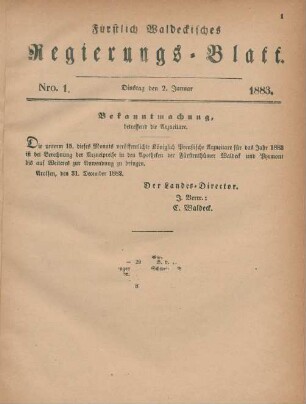 1
Fürstlich Waldeckisches
Regierungs-Blatt.
Nro. 1. Dinstag den 2. Januar 1883.
Bekanntmachung,
betreffend die Arzneitaxe.
Die unterm 18. dieses Monats veröffentlichte Königlich Preußische Arzneitaxe für das Jahr 1883
ist bei Berechnung der Arzneipreise in den Apotheken der Fürstenthümer Waldeck und Pyrmont
bis auf Weiteres zur Anwendung zu bringen.
Arolsen, den 31. December 1882.
Der Landes-Director.
J. Vertr.:
C. Waldeck.